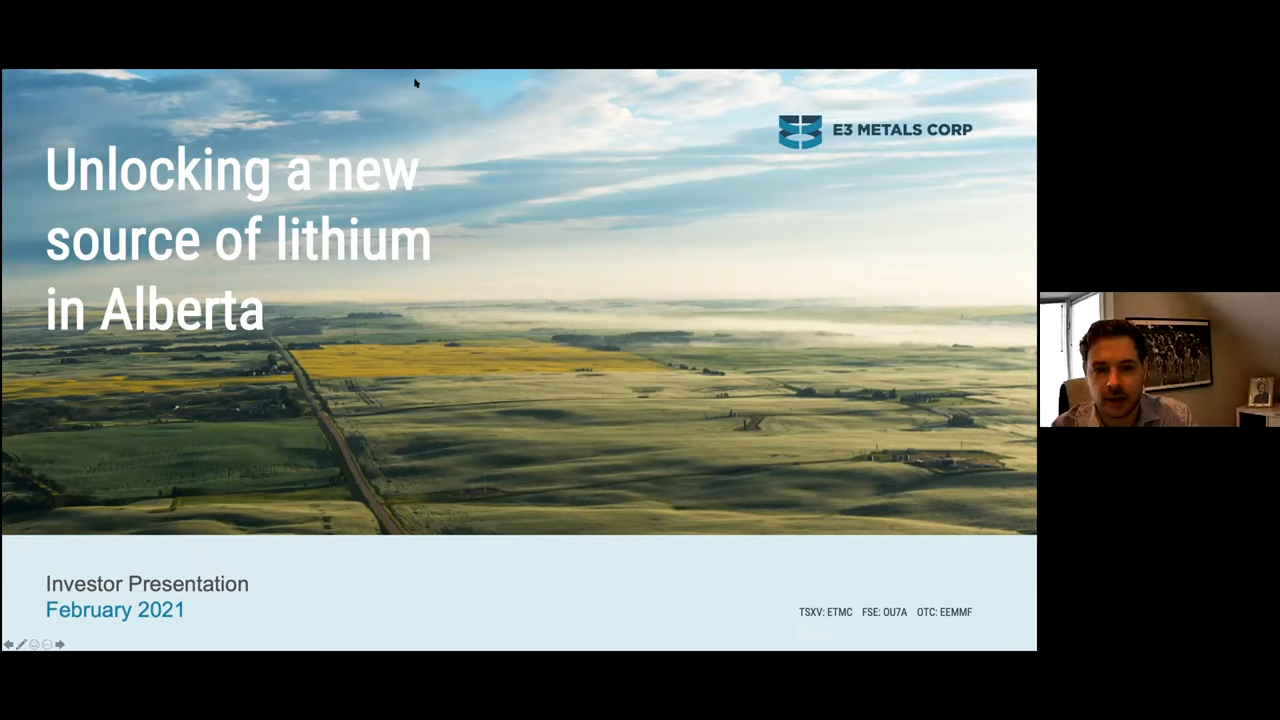 E3 METALS CORP
Unlocking a new
source of lithium
in Alberta
Investor Presentation
February 2021
TSXV: ETMC FSE: OU7A OTC: EEMMF